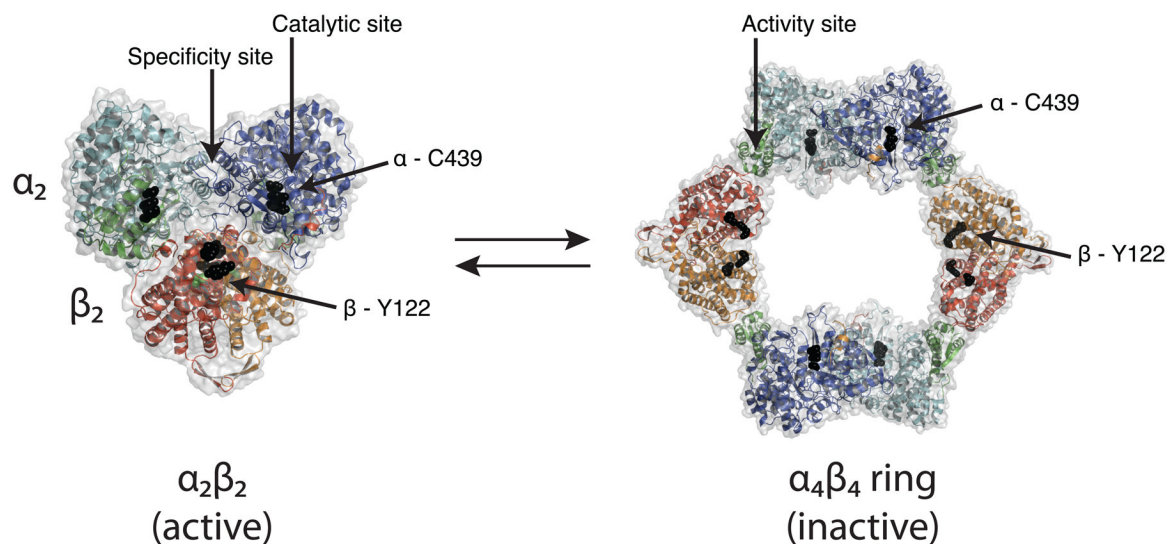 Catalytic site
Specificity site
α - C439
α₂
β₂
β - Y122
α₂β₂
(active)
Activity site
α - C439
β - Y122
α₄β₄ ring
(inactive)